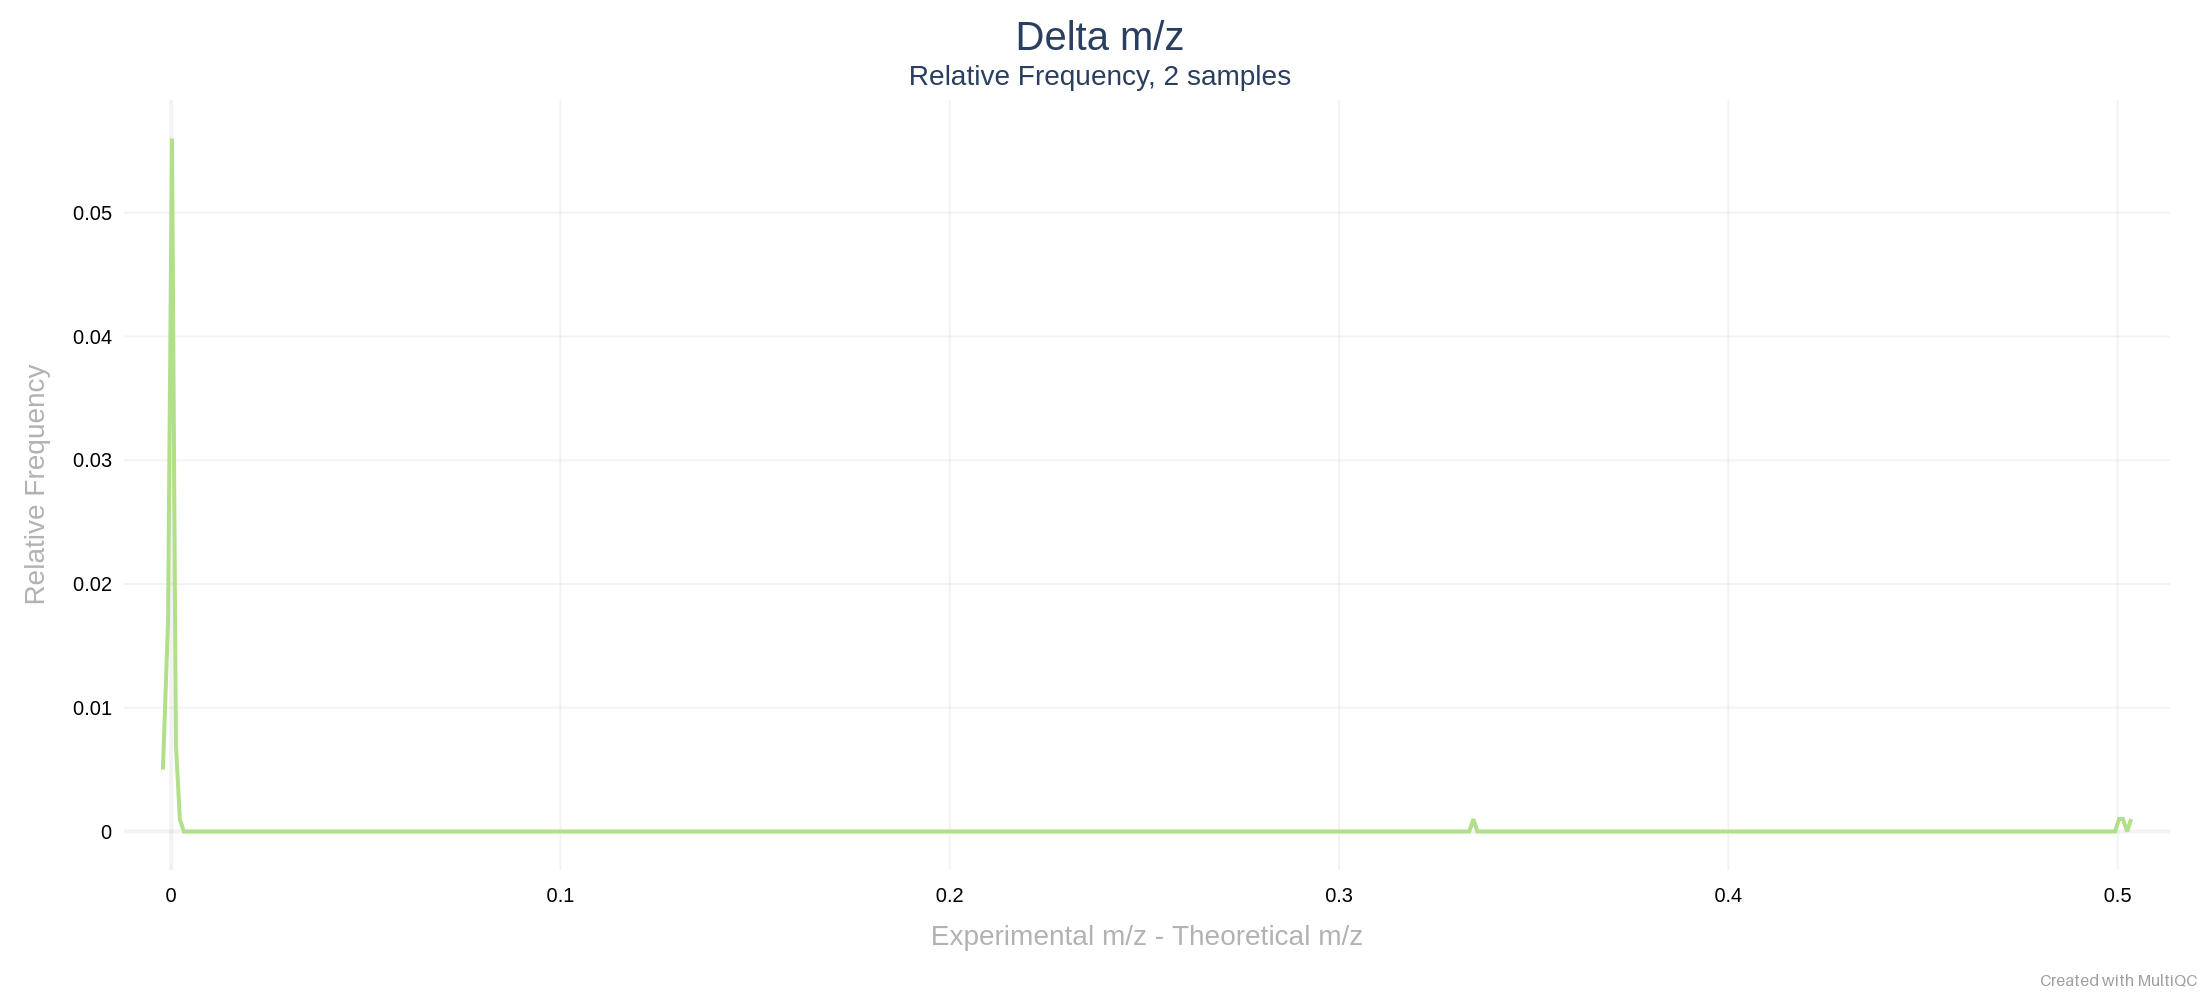 Delta m/z
Relative Frequency, 2 samples
Relative Frequency
0.05
0.04
0.03
0.02
0.01
0
0 0.1 0.2 0.3 0.4 0.5
Experimental m/z - Theoretical m/z
Created with MultiQC